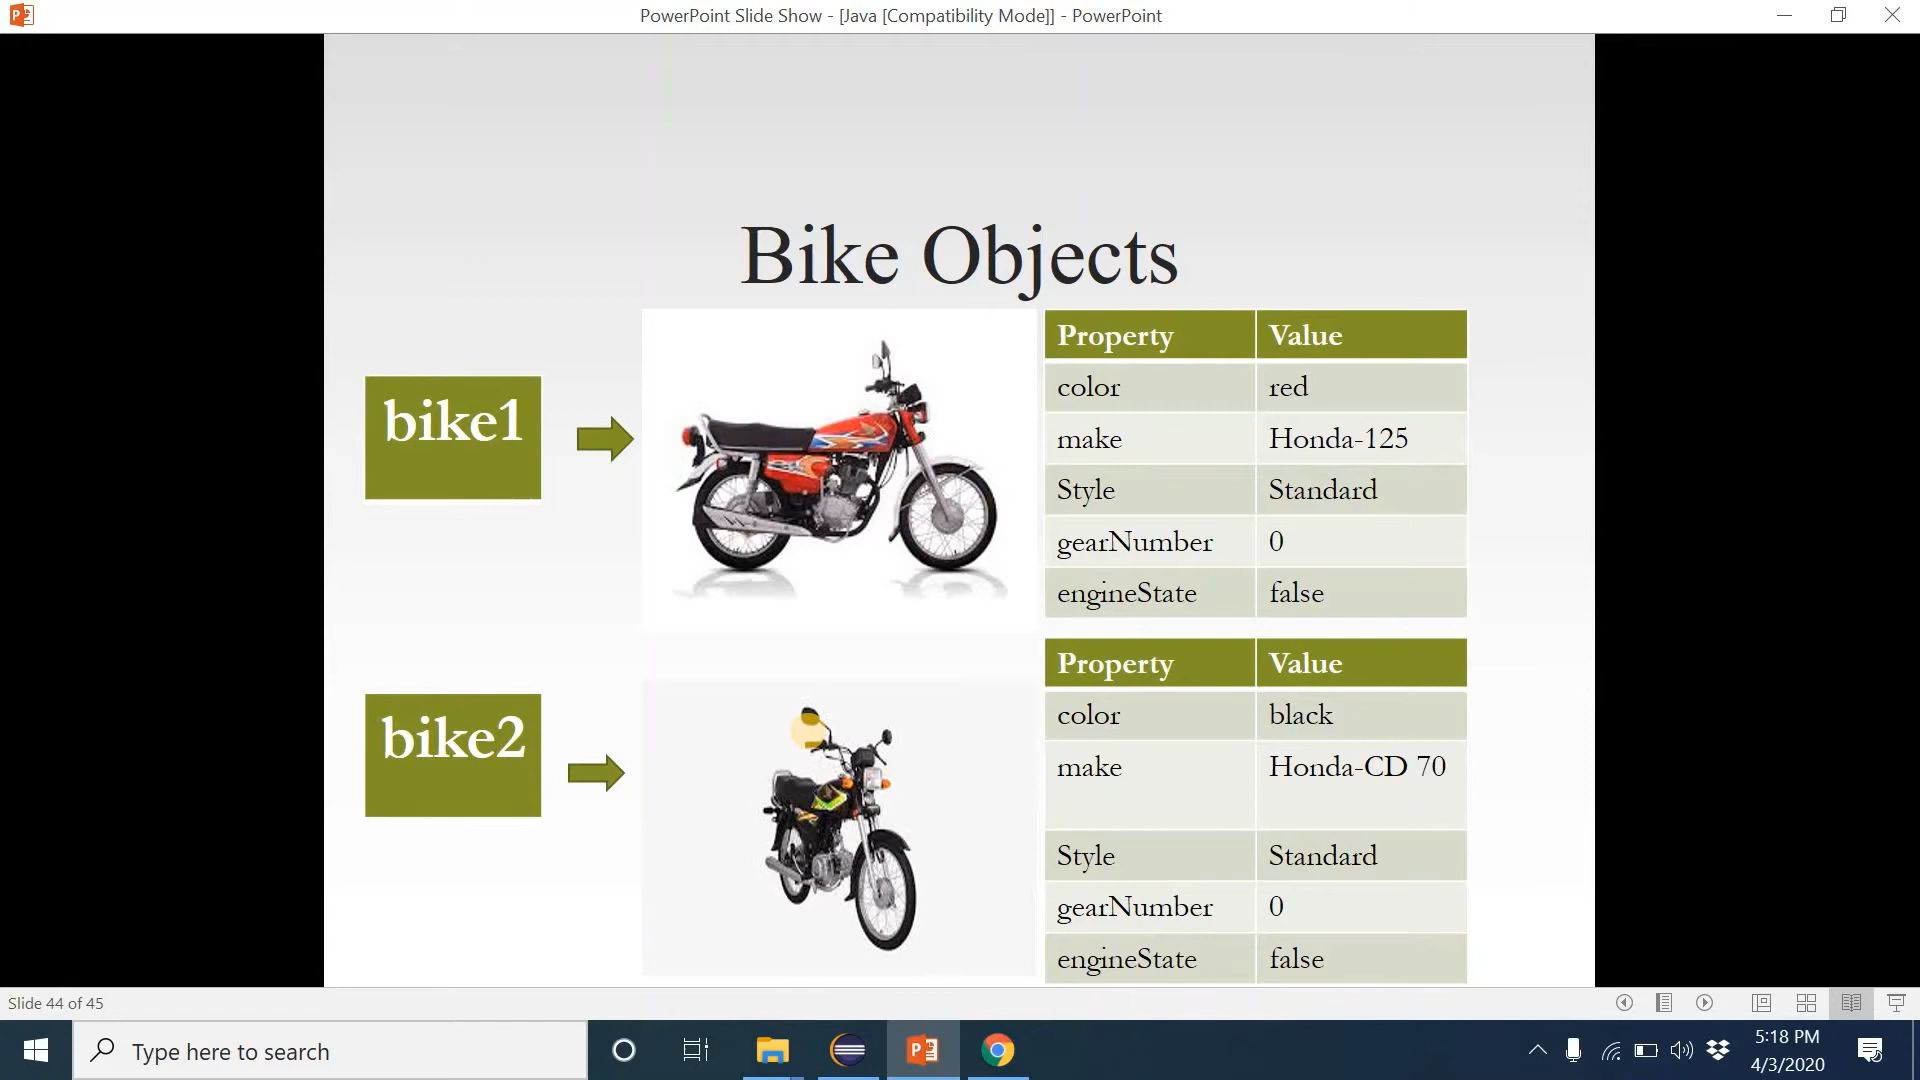 PowerPoint Slide Show - [Java [Compatibility Mode]] - PowerPoint
Bike Objects
bike1
Property Value
color red
make Honda-125
Style Standard
gearNumber 0
engineState false
bike2
Property Value
color black
make Honda-CD 70
Style Standard
gearNumber 0
engineState false
Slide 44 of 45
Type here to search
5:18 PM
4/3/2020